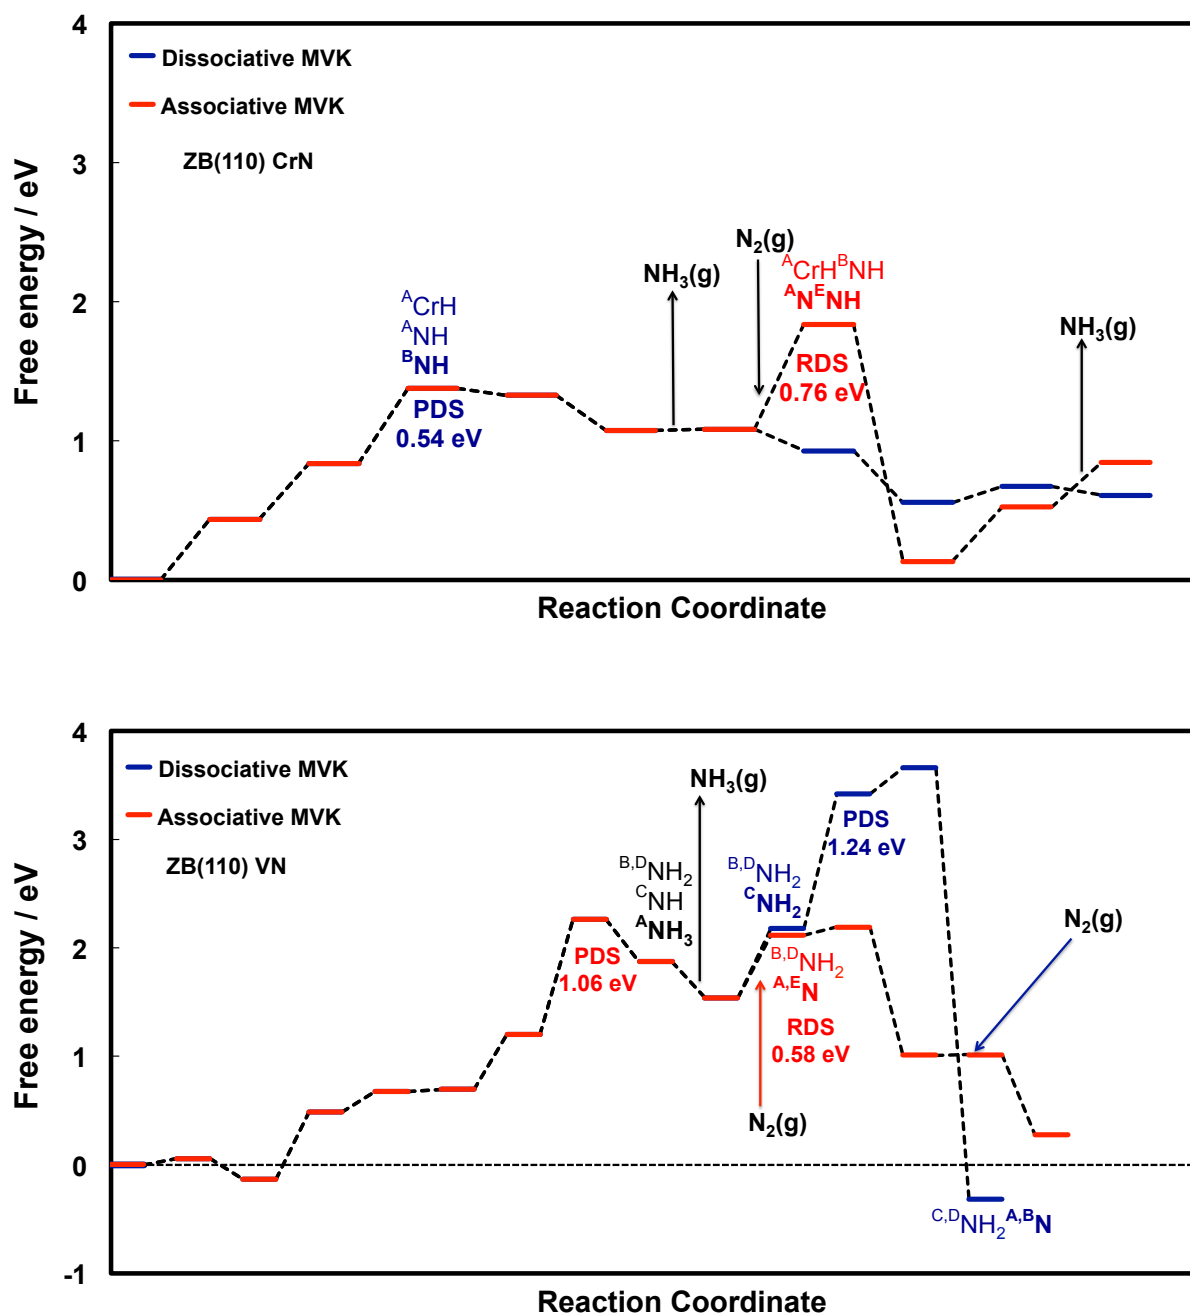 4
Dissociative MVK
Associative MVK
3
ZB(110) CrN
Free energy / eV
N₂(g)
NH₃(g)
ᴬCrHᴮNH
ᴬNᴱNH
2
ᴬCrH
ᴬNH
ᴮNH
NH₃(g)
RDS
0.76 eV
PDS
0.54 eV
1
0
Reaction Coordinate
4
Dissociative MVK
NH₃(g)
Associative MVK
PDS
1.24 eV
3
ZB(110) VN
Free energy / eV
ᴮ,ᴰNH₂
ᶜNH
ᴬNH₃
ᴮ,ᴰNH₂
ᶜNH₂
N₂(g)
2
PDS
1.06 eV
ᴮ,ᴰNH₂
ᴬ,ᴱN
RDS
0.58 eV
1
N₂(g)
0
ᶜ,ᴰNH₂ᴬ,ᴮN
-1
Reaction Coordinate